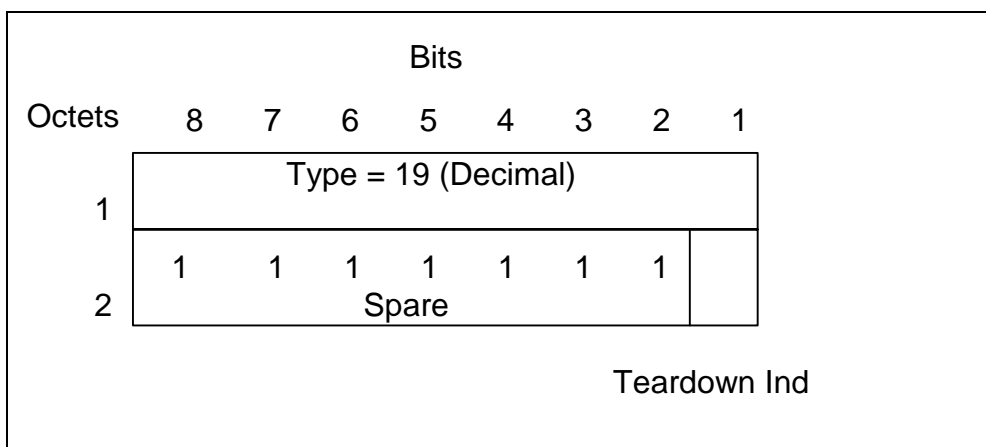 Bits
Octets 8 7 6 5 4 3 2 1
Type = 19 (Decimal)
1
1 1 1 1 1 1 1
Spare
2
Teardown Ind